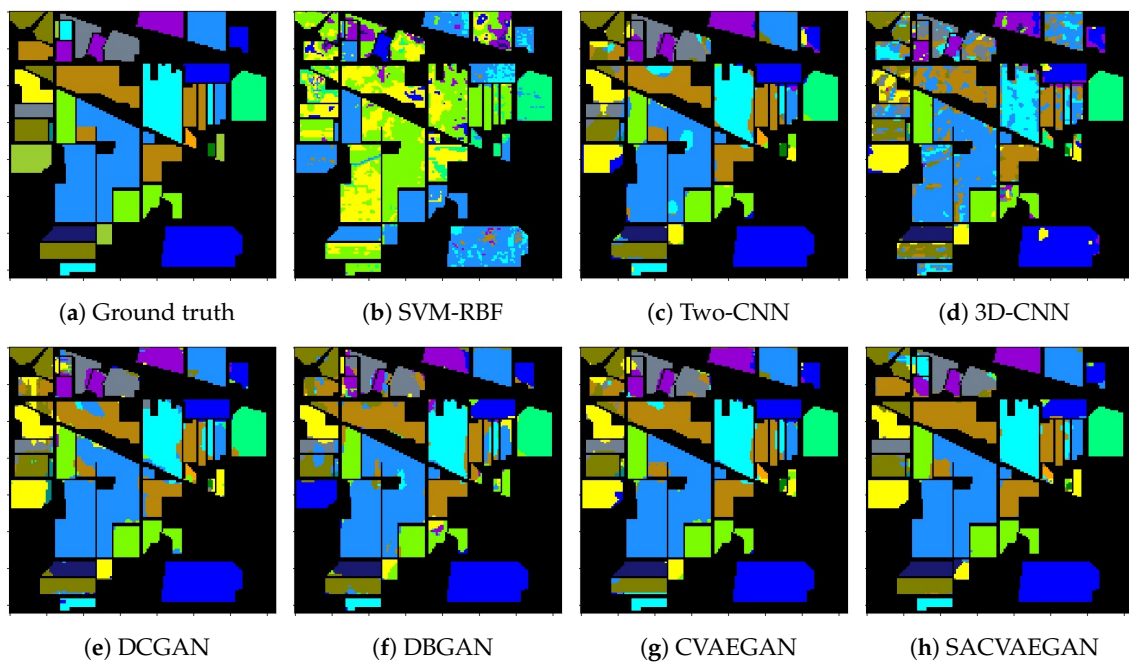 (a) Ground truth
(b) SVM-RBF
(c) Two-CNN
(d) 3D-CNN
(e) DCGAN
(f) DBGAN
(g) CVAEGAN
(h) SACVAEGAN